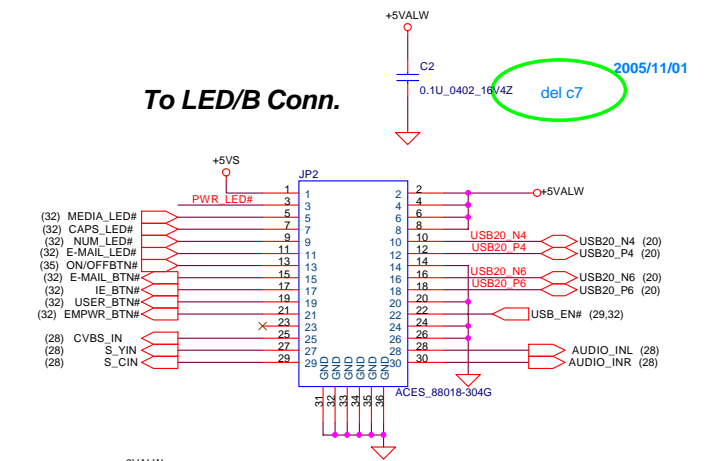 +5VALW
C2
0.1U_0402_16V4Z
2005/11/01
del c7
To LED/B Conn.
+5VS
JP2
1 1 2 2 +5VALW
PWR_LED# 3 3 4 4
(32) MEDIA_LED# 5 5 6 6
(32) CAPS_LED# 7 7 8 8
(32) NUM_LED# 9 9 10 10 USB20_N4 USB20_N4 (20)
(32) E-MAIL_LED# 11 11 12 12 USB20_P4 USB20_P4 (20)
(35) ON/OFFBTN# 13 13 14 14
(32) E-MAIL_BTN# 15 15 16 16 USB20_N6 USB20_N6 (20)
(32) IE_BTN# 17 17 18 18 USB20_P6 USB20_P6 (20)
(32) USER_BTN# 19 19 20 20
(32) EMPWR_BTN# 21 21 22 22 USB_EN# (29,32)
23 23 24 24
(28) CVBS_IN 25 25 26 26
(28) S_YIN 27 27 28 28 AUDIO_INL (28)
(28) S_CIN 29 29 30 30 AUDIO_INR (28)
GND GND GND GND GND GND
ACES_88018-304G
31 32 33 34 35 36